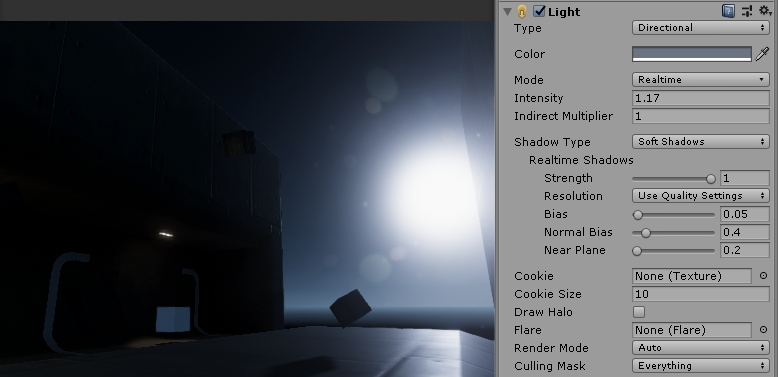 Light
Type Directional
Color
Mode Realtime
Intensity 1.17
Indirect Multiplier 1
Shadow Type Soft Shadows
Realtime Shadows
Strength 1
Resolution Use Quality Settings
Bias 0.05
Normal Bias 0.4
Near Plane 0.2
Cookie None (Texture)
Cookie Size 10
Draw Halo
Flare None (Flare)
Render Mode Auto
Culling Mask Everything